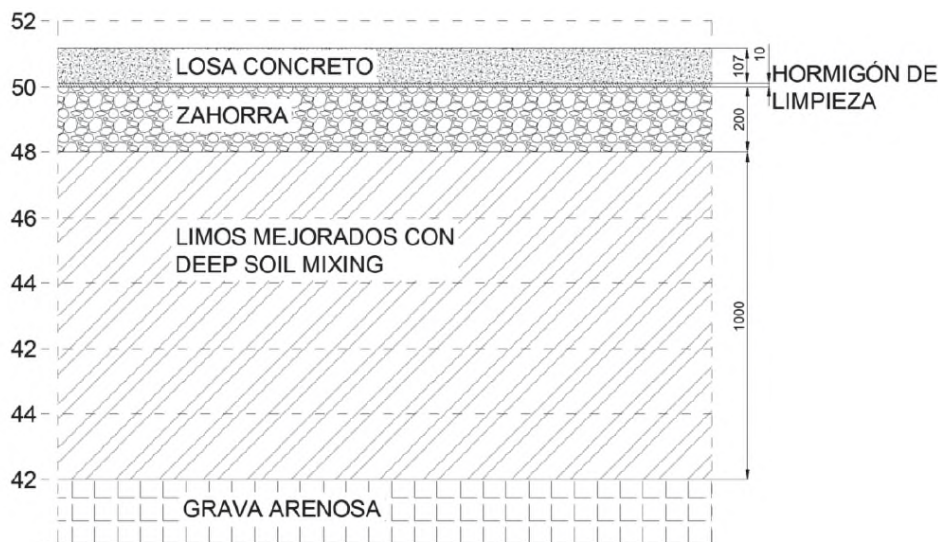 52
LOSA CONCRETO
107
10
HORMIGÓN DE
LIMPIEZA
50
ZAHORRA
200
48
46
LIMOS MEJORADOS CON
DEEP SOIL MIXING
44
1000
42
44
42
GRAVA ARENOSA